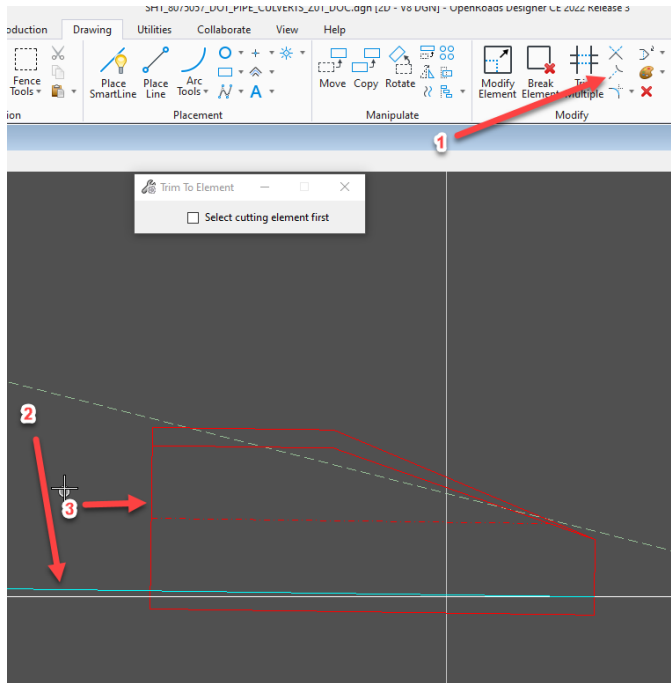 SHT_8075057_DOT_PIPE_CULVERTS_Z01_DOC.dgn [2D - V8 DGN] - OpenRoads Designer CE 2022 Release 3
oduction Drawing Utilities Collaborate View Help
Fence Tools
Place SmartLine
Place Line
Arc Tools
A
Move
Copy
Rotate
Modify Element
Break Element
Multiple
ion
Placement
Manipulate
Modify
1
Trim To Element
Select cutting element first
2
3